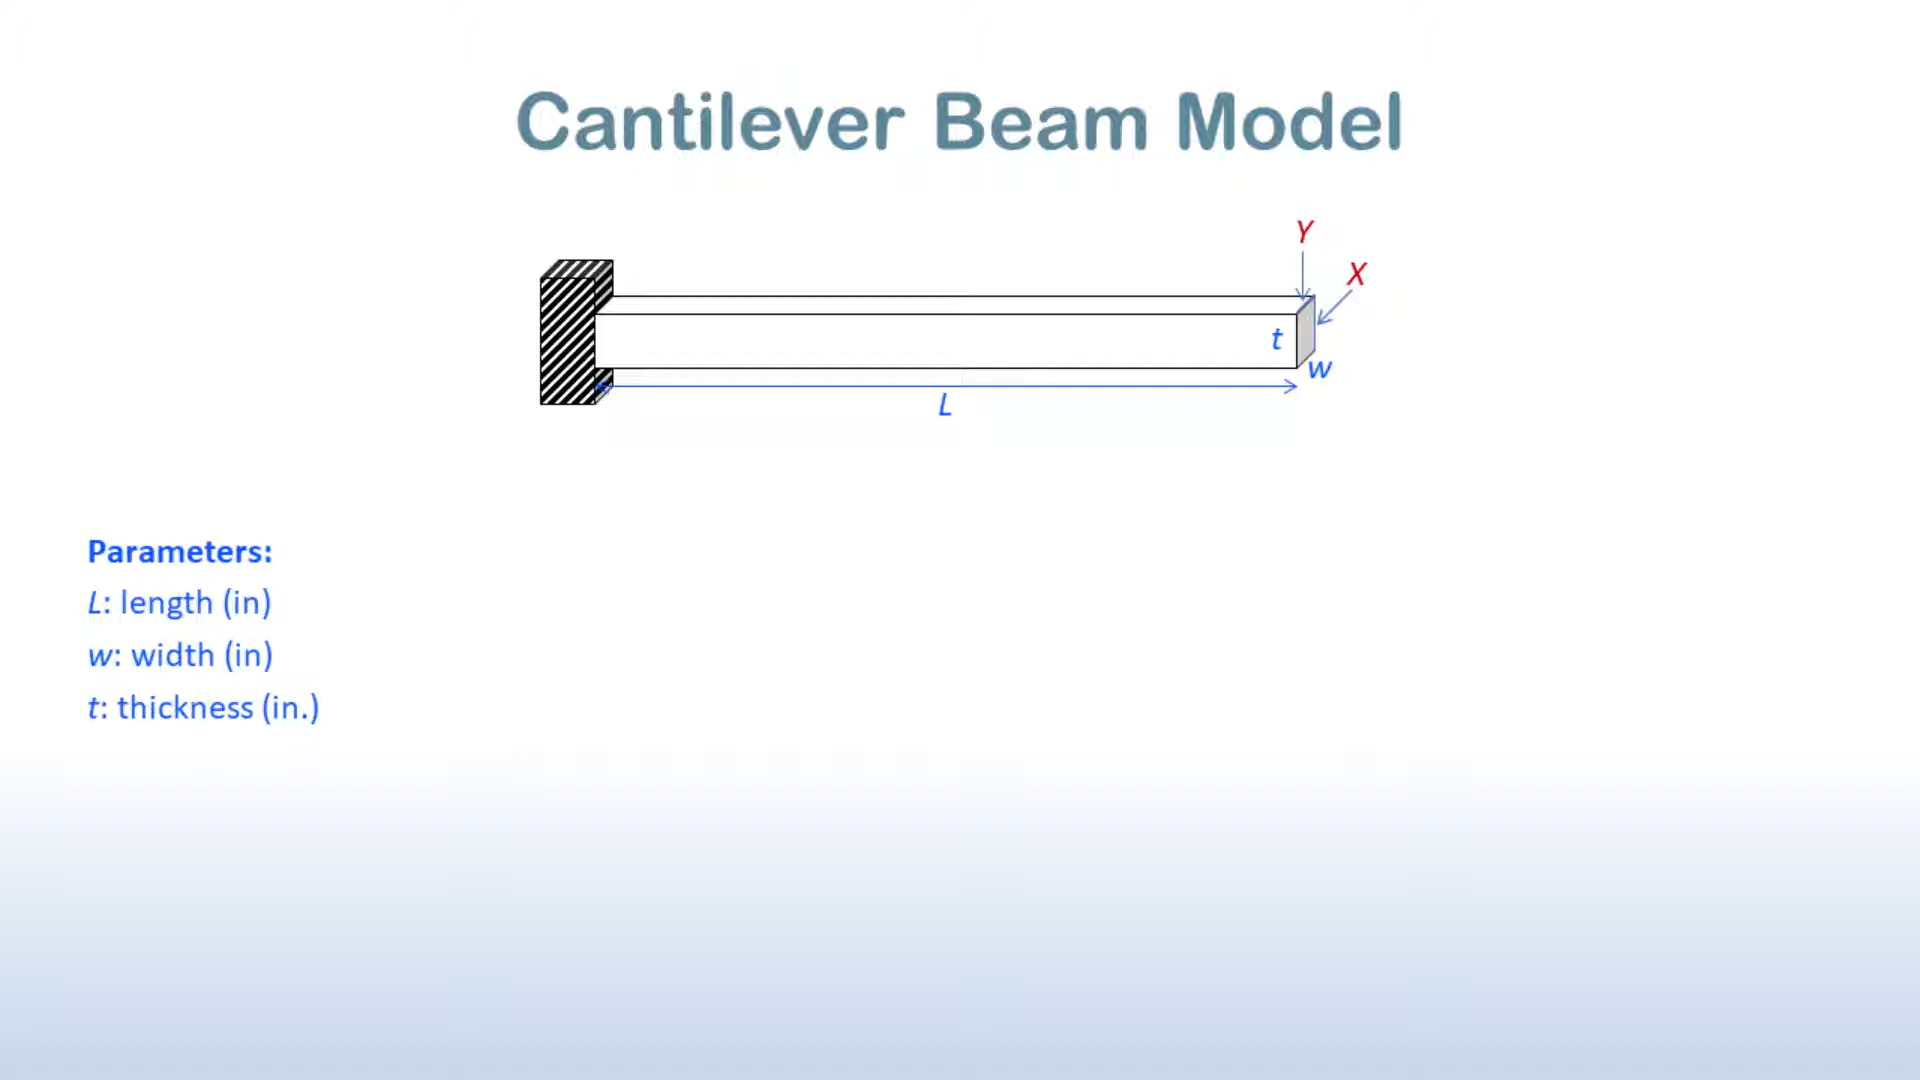 Cantilever Beam Model
Y
X
t
w
L
Parameters:
L: length (in)
w: width (in)
t: thickness (in.)